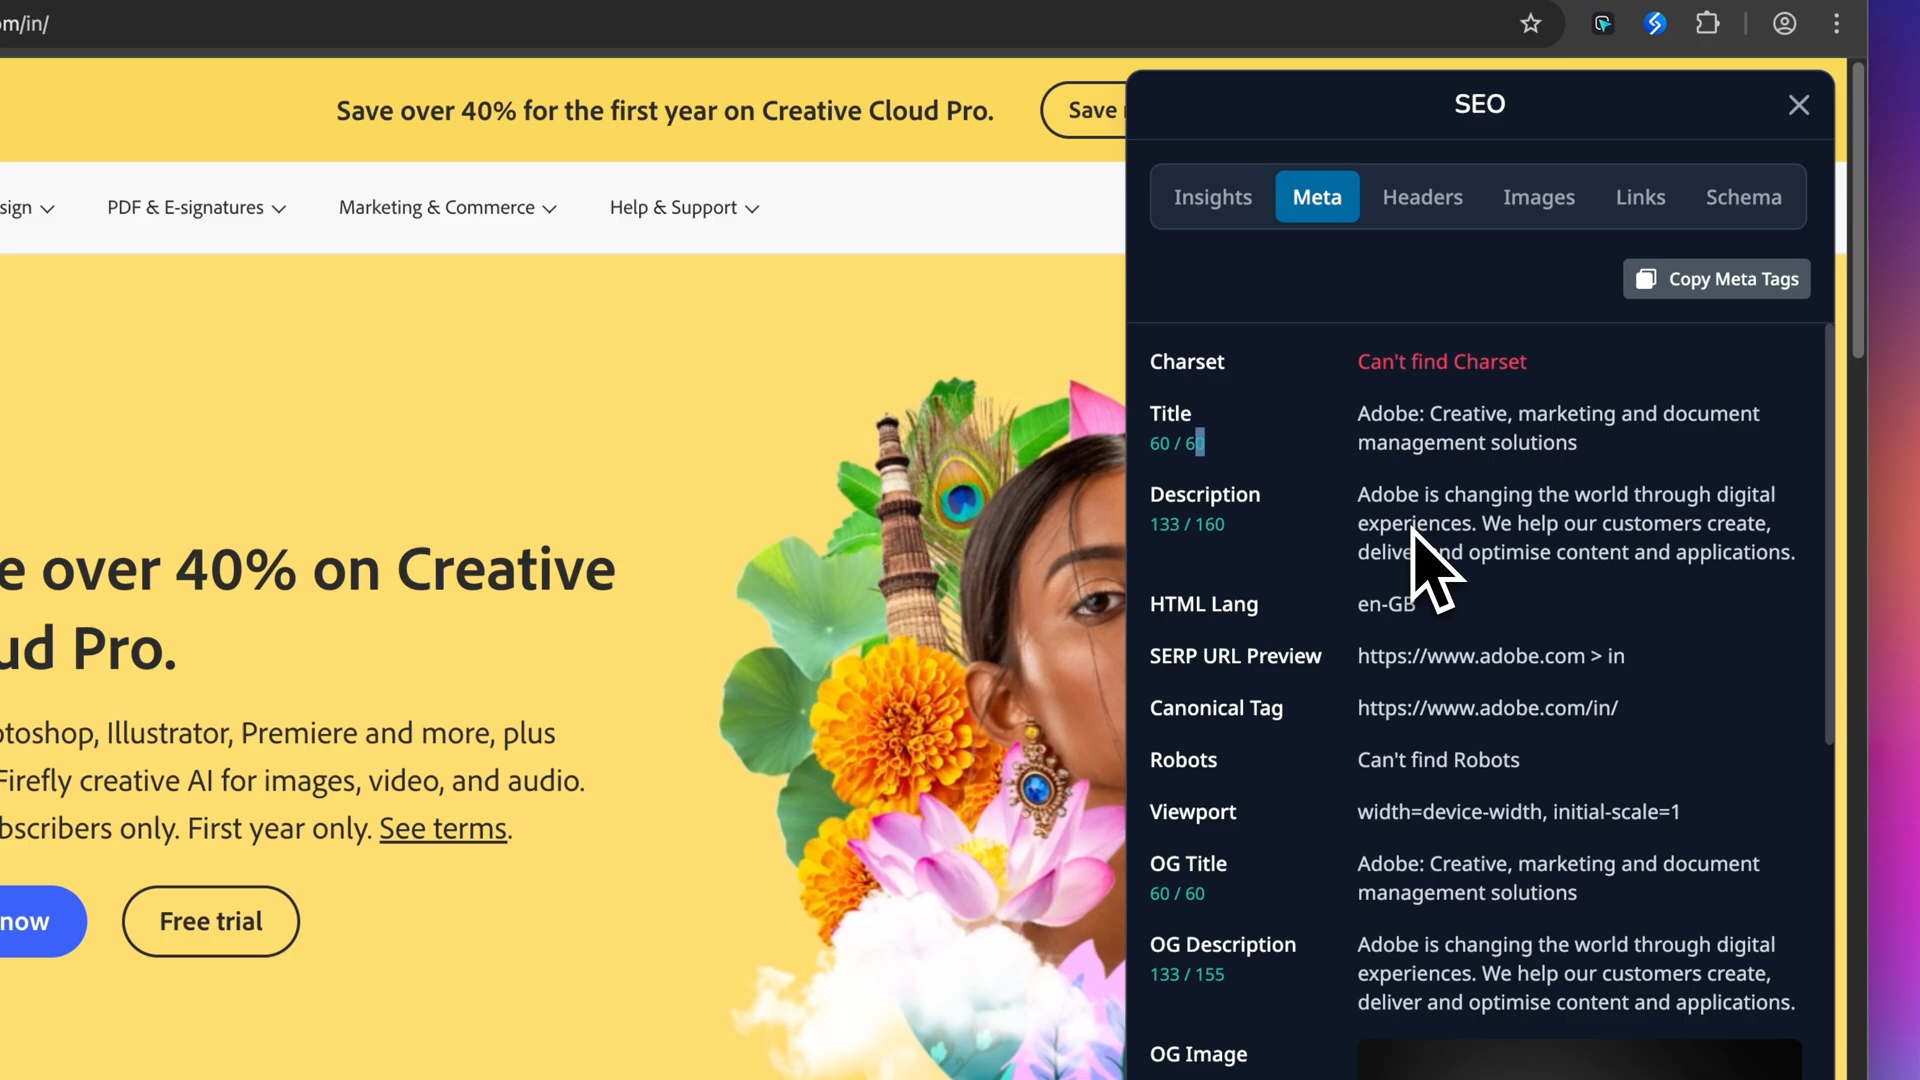 om/in/
Save over 40% for the first year on Creative Cloud Pro.
Save
sign
PDF & E-signatures
Marketing & Commerce
Help & Support
e over 40% on Creative
ud Pro.
otoshop, Illustrator, Premiere and more, plus
Firefly creative AI for images, video, and audio.
bscribers only. First year only. See terms.
now
Free trial
SEO
Insights
Meta
Headers
Images
Links
Schema
Copy Meta Tags
Charset
Can't find Charset
Title
60 / 60
Adobe: Creative, marketing and document
management solutions
Description
133 / 160
Adobe is changing the world through digital
experiences. We help our customers create,
deliver and optimise content and applications.
HTML Lang
en-GB
SERP URL Preview
https://www.adobe.com > in
Canonical Tag
https://www.adobe.com/in/
Robots
Can't find Robots
Viewport
width=device-width, initial-scale=1
OG Title
60 / 60
Adobe: Creative, marketing and document
management solutions
OG Description
133 / 155
Adobe is changing the world through digital
experiences. We help our customers create,
deliver and optimise content and applications.
OG Image